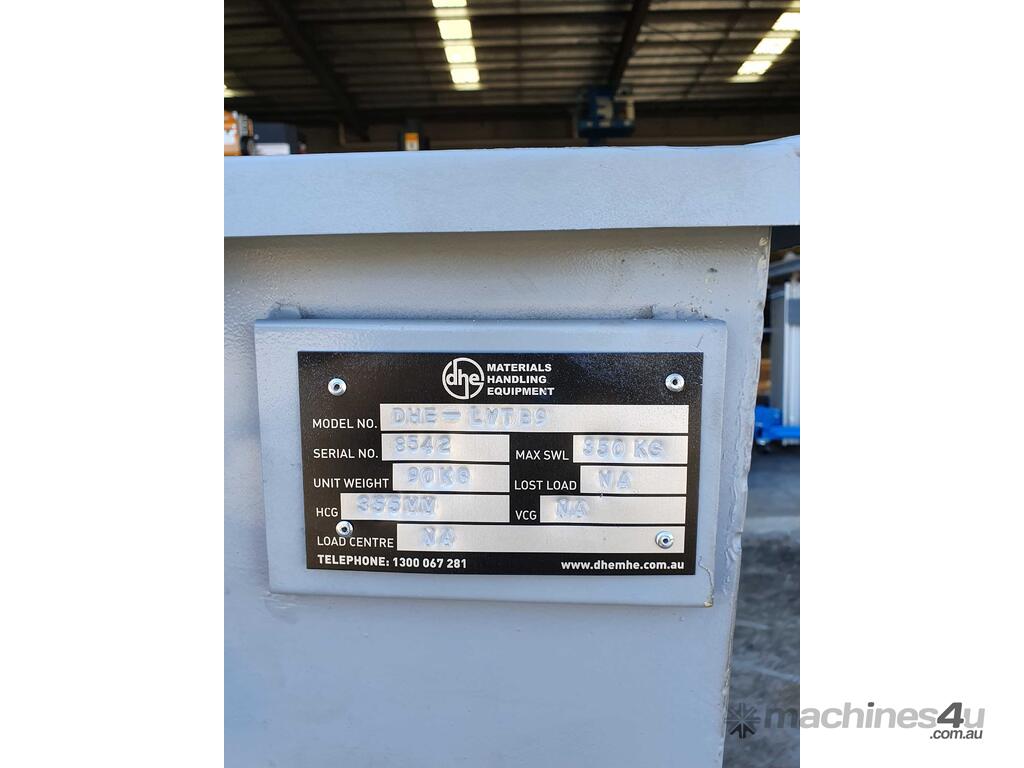 dhe MATERIALS
HANDLING
EQUIPMENT
MODEL NO. DHE-LWTB9
SERIAL NO. 8542 MAX SWL 350 KG
UNIT WEIGHT 90KG LOST LOAD NA
HCG 355MM VCG NA
LOAD CENTRE NA
TELEPHONE: 1300 067 281 www.dhemhe.com.au
machines4u
.com.au